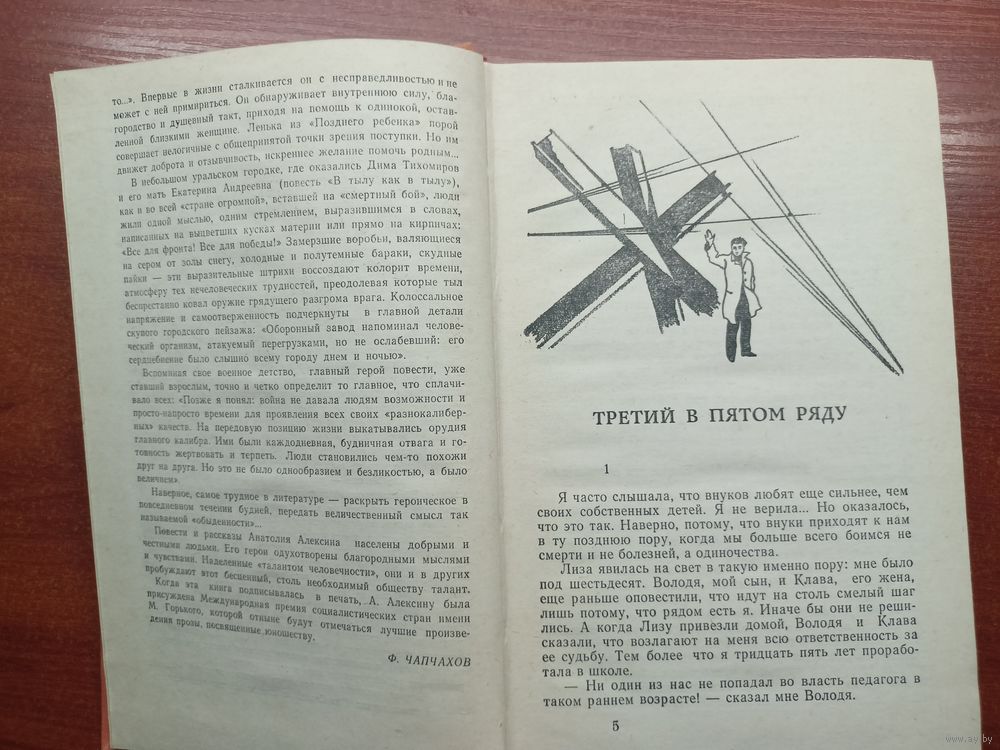 то...». Впервые в жизни сталкивается он с несправедливостью и не
может с ней примириться. Он обнаруживает внутреннюю силу, бла-
городство и душевный такт, приходя на помощь к одинокой, остав-
ленной близкими женщине. Ленька из «Позднего ребенка» порой
совершает нелогичные с общепринятой точки зрения поступки. Но им
движет доброта и отзывчивость, искреннее желание помочь родным...
В небольшом уральском городке, где оказались Дима Тихомиров
и его мать Екатерина Андреевна (повесть «В тылу как в тылу»),
как и во всей «стране огромной», вставшей на «смертный бой», люди
жили одной мыслью, одним стремлением, выразившимся в словах,
написанных на выцветших кусках материи или прямо на кирпичах:
«Все для фронта! Все для победы!» Замерзшие воробьи, валяющиеся
на сером от золы снегу, холодные и полутемные бараки, скудные
пайки — эти выразительные штрихи воссоздают колорит времени,
атмосферу тех нечеловеческих трудностей, преодолевая которые тыл
беспрестанно ковал оружие грядущего разгрома врага. Колоссальное
напряжение и самоотверженность подчеркнуты в главной детали
скупого городского пейзажа: «Оборонный завод напоминал челове-
ческий организм, атакуемый перегрузками, но не ослабевший: его
сердцебиение было слышно всему городу днем и ночью».
Вспоминая свое военное детство, главный герой повести, уже
ставший взрослым, точно и четко определит то главное, что сплачи-
вало всех: «Позже я понял: война не давала людям возможности и
просто-напросто времени для проявления всех своих «разнокалибер-
ных» качеств. На передовую позицию жизни выкатывались орудия
главного калибра. Ими были каждодневная, будничная отвага и го-
товность жертвовать и терпеть. Люди становились чем-то похожи
друг на друга. Но это не было однообразием и безликостью, а было
величием».
Наверное, самое трудное в литературе — раскрыть героическое в
повседневном течении будней, передать величественный смысл так
называемой «обыденности»...
Повести и рассказы Анатолия Алексина населены добрыми и
честными людьми. Его герои одухотворены благородными мыслями
и чувствами. Наделенные «талантом человечности», они и в других
пробуждают этот бесценный, столь необходимый обществу талант.
Когда эта книга подписывалась в печать, А. Алексину была
присуждена Международная премия социалистических стран имени
М. Горького, которой отныне будут отмечаться лучшие произве-
дения прозы, посвященные юношеству.
Ф. ЧАПЧАХОВ
ТРЕТИЙ В ПЯТОМ РЯДУ
1
Я часто слышала, что внуков любят еще сильнее, чем
своих собственных детей. Я не верила... Но оказалось,
что это так. Наверно, потому, что внуки приходят к нам
в ту позднюю пору, когда мы больше всего боимся не
смерти и не болезней, а одиночества.
Лиза явилась на свет в такую именно пору: мне было
под шестьдесят. Володя, мой сын, и Клава, его жена,
еще раньше оповестили, что идут на столь смелый шаг
лишь потому, что рядом есть я. Иначе бы они не реши-
лись. А когда Лизу привезли домой, Володя и Клава
сказали, что возлагают на меня всю ответственность за
ее судьбу. Тем более что я тридцать пять лет прорабо-
тала в школе.
— Ни один из нас не попадал во власть педагога в
таком раннем возрасте! — сказал мне Володя.
5
www.ay.by